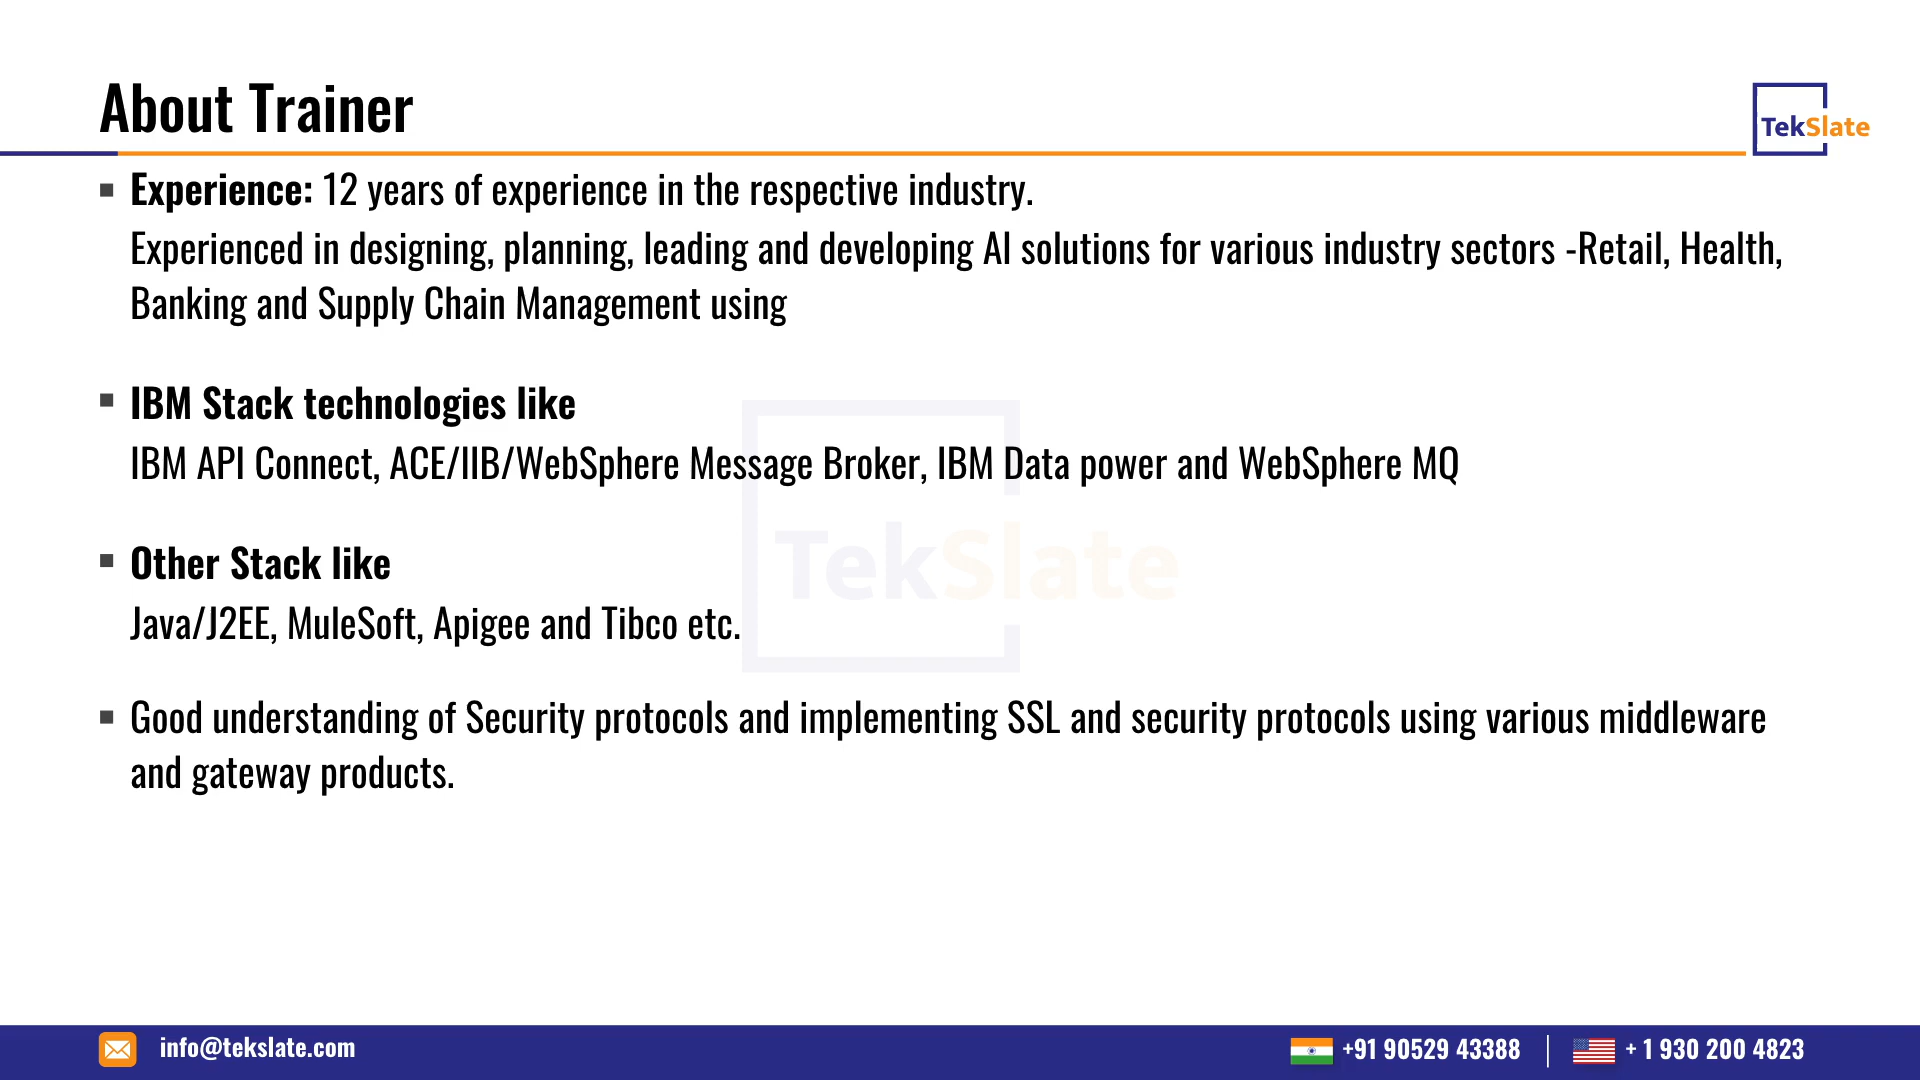 About Trainer
TekSlate
▪ Experience: 12 years of experience in the respective industry.
Experienced in designing, planning, leading and developing AI solutions for various industry sectors -Retail, Health,
Banking and Supply Chain Management using
▪ IBM Stack technologies like
IBM API Connect, ACE/IIB/WebSphere Message Broker, IBM Data power and WebSphere MQ
▪ Other Stack like
TekSlate
Java/J2EE, MuleSoft, Apigee and Tibco etc.
▪ Good understanding of Security protocols and implementing SSL and security protocols using various middleware
and gateway products.
info@tekslate.com
+91 90529 43388
+ 1 930 200 4823